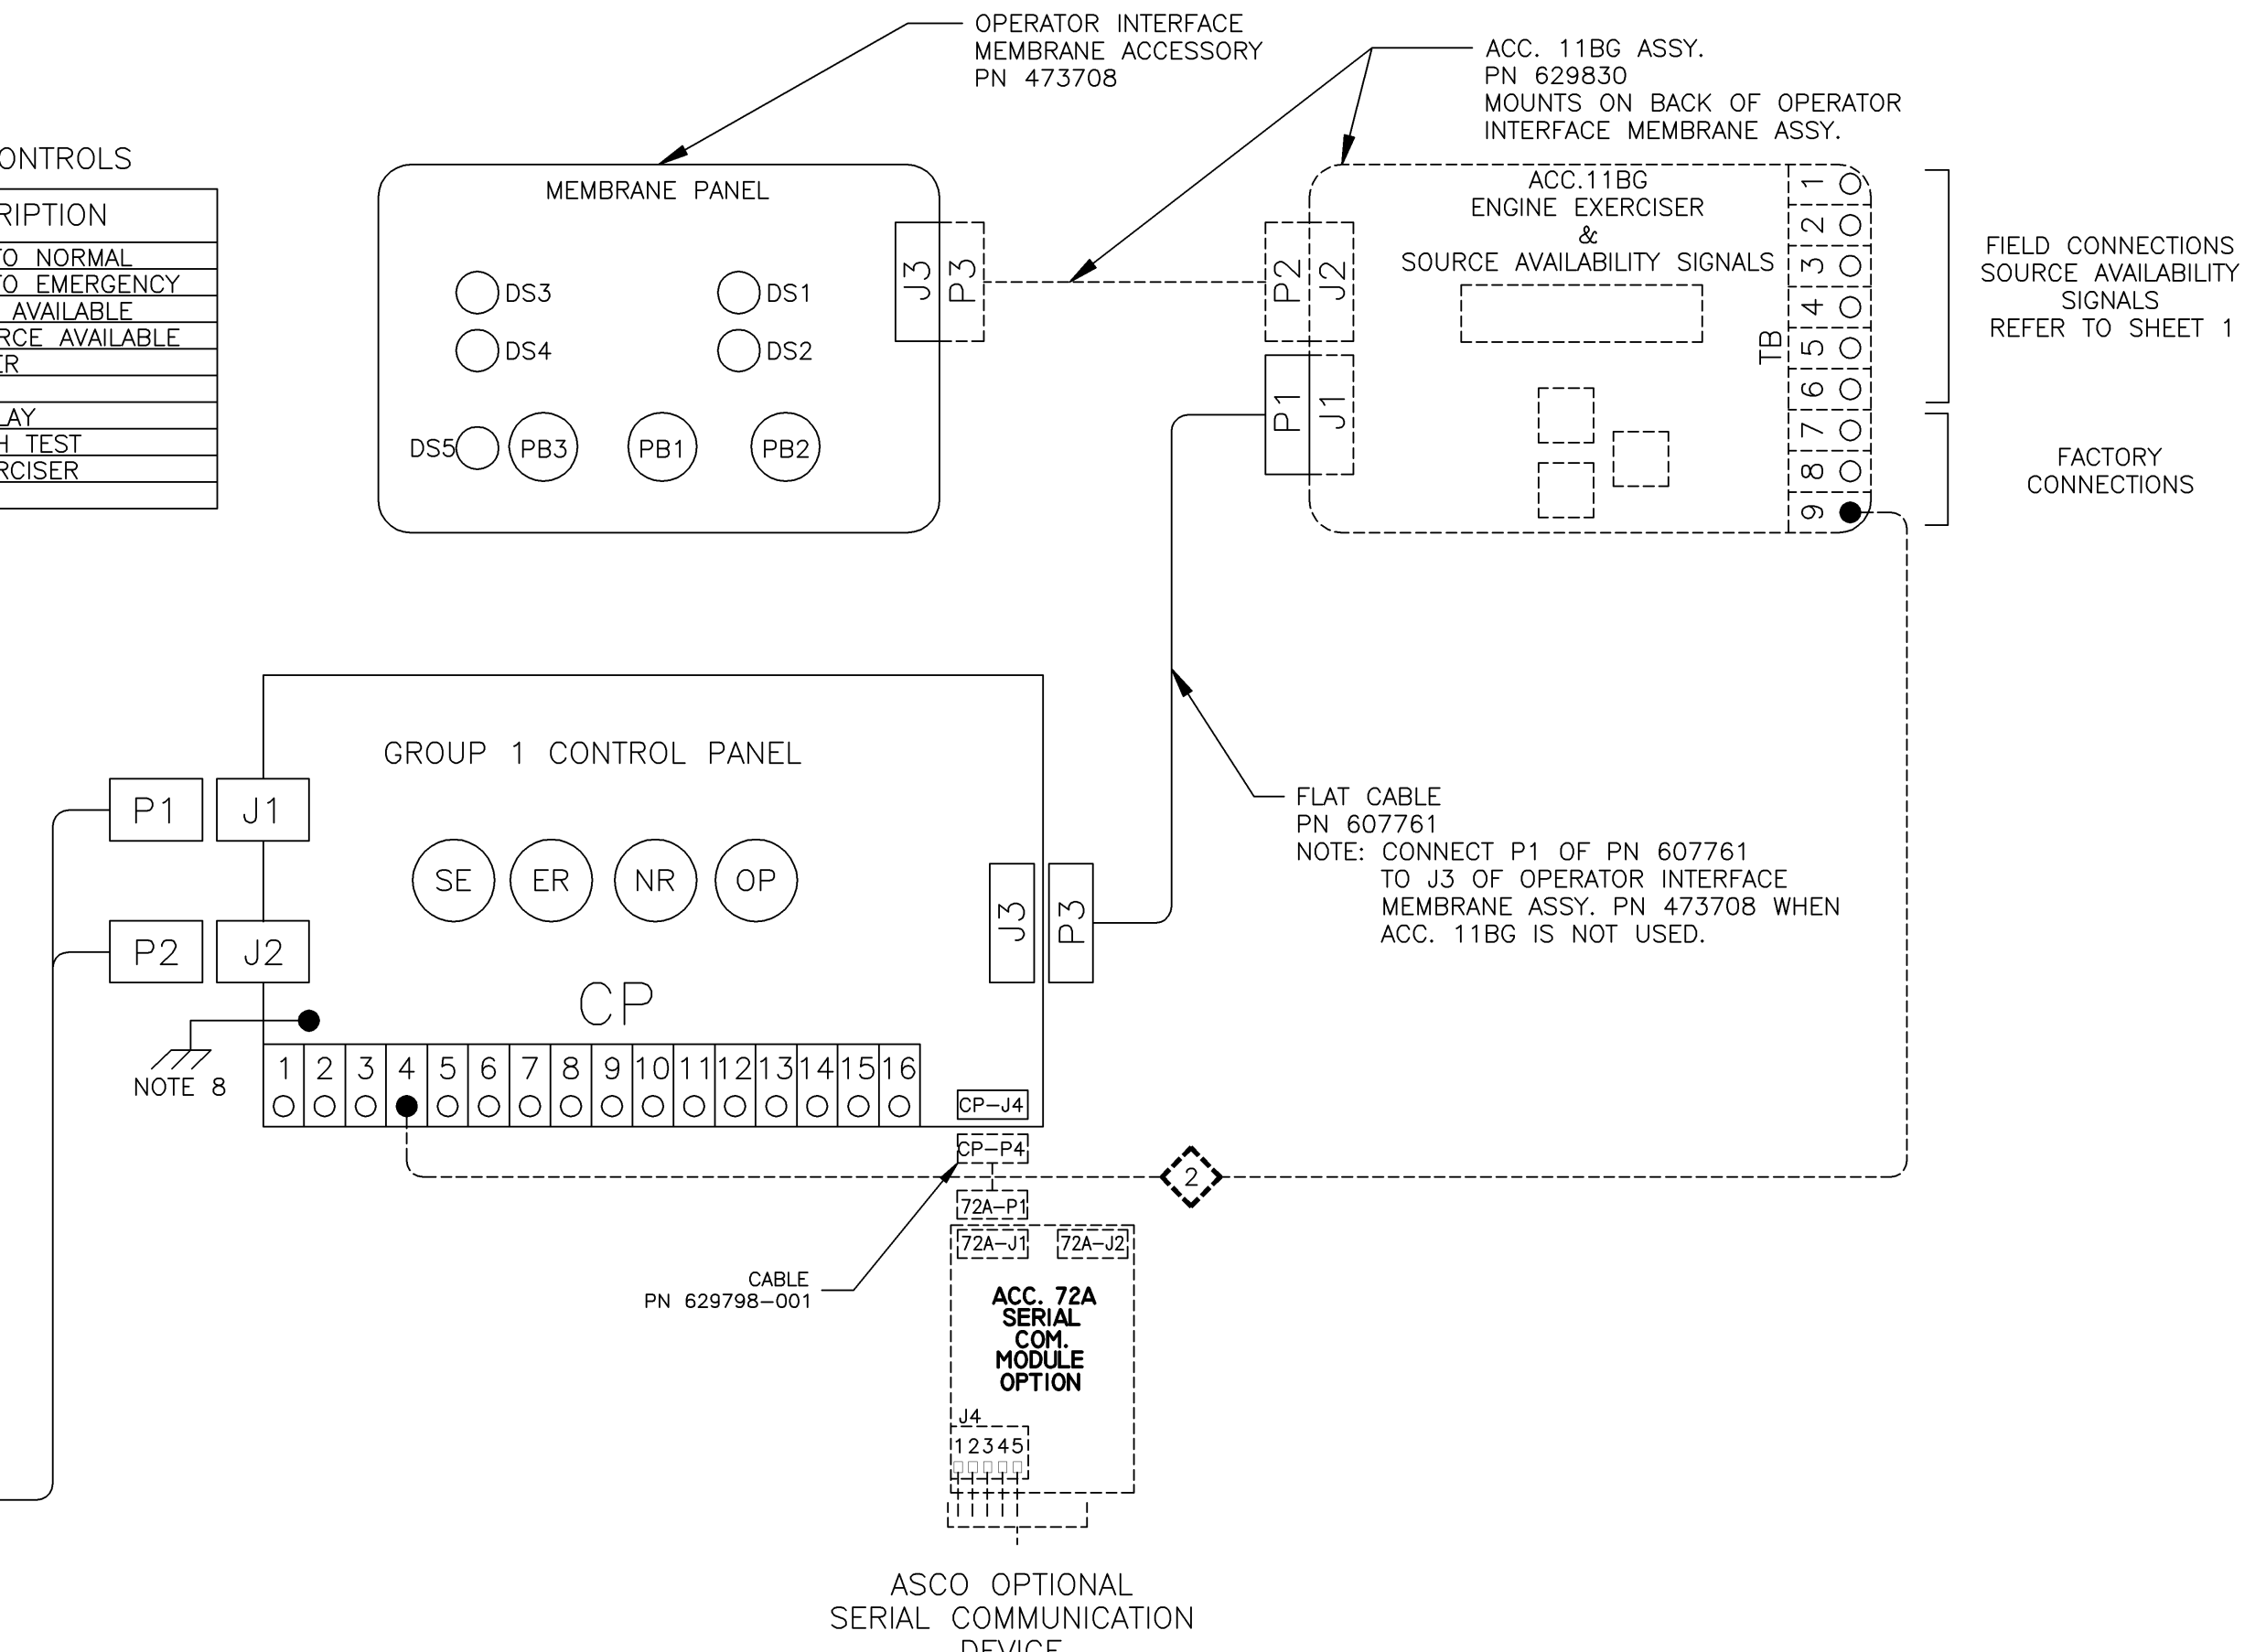 OPERATOR INTERFACE
MEMBRANE ACCESSORY
PN 473708
ACC. 11BG ASSY.
PN 629830
MOUNTS ON BACK OF OPERATOR
INTERFACE MEMBRANE ASSY.
ONTROLS
RIPTION
TO NORMAL
TO EMERGENCY
AVAILABLE
RCE AVAILABLE
ER
LAY
H TEST
RCISER
MEMBRANE PANEL
DS3
DS1
DS4
DS2
DS5
PB3
PB1
PB2
J3
P3
P2
J2
P1
J1
ACC.11BG
ENGINE EXERCISER
&
SOURCE AVAILABILITY SIGNALS
TB
1
2
3
4
5
6
7
8
9
FIELD CONNECTIONS
SOURCE AVAILABILITY
SIGNALS
REFER TO SHEET 1
FACTORY
CONNECTIONS
GROUP 1 CONTROL PANEL
P1
J1
SE
ER
NR
OP
P2
J2
J3
P3
CP
NOTE 8
1 2 3 4 5 6 7 8 9 10 11 12 13 14 15 16
FLAT CABLE
PN 607761
NOTE: CONNECT P1 OF PN 607761
TO J3 OF OPERATOR INTERFACE
MEMBRANE ASSY. PN 473708 WHEN
ACC. 11BG IS NOT USED.
CP-J4
CP-P4
2
72A-P1
72A-J1
72A-J2
CABLE
PN 629798-001
ACC. 72A
SERIAL
COM.
MODULE
OPTION
J4
12345
ASCO OPTIONAL
SERIAL COMMUNICATION
DEVICE